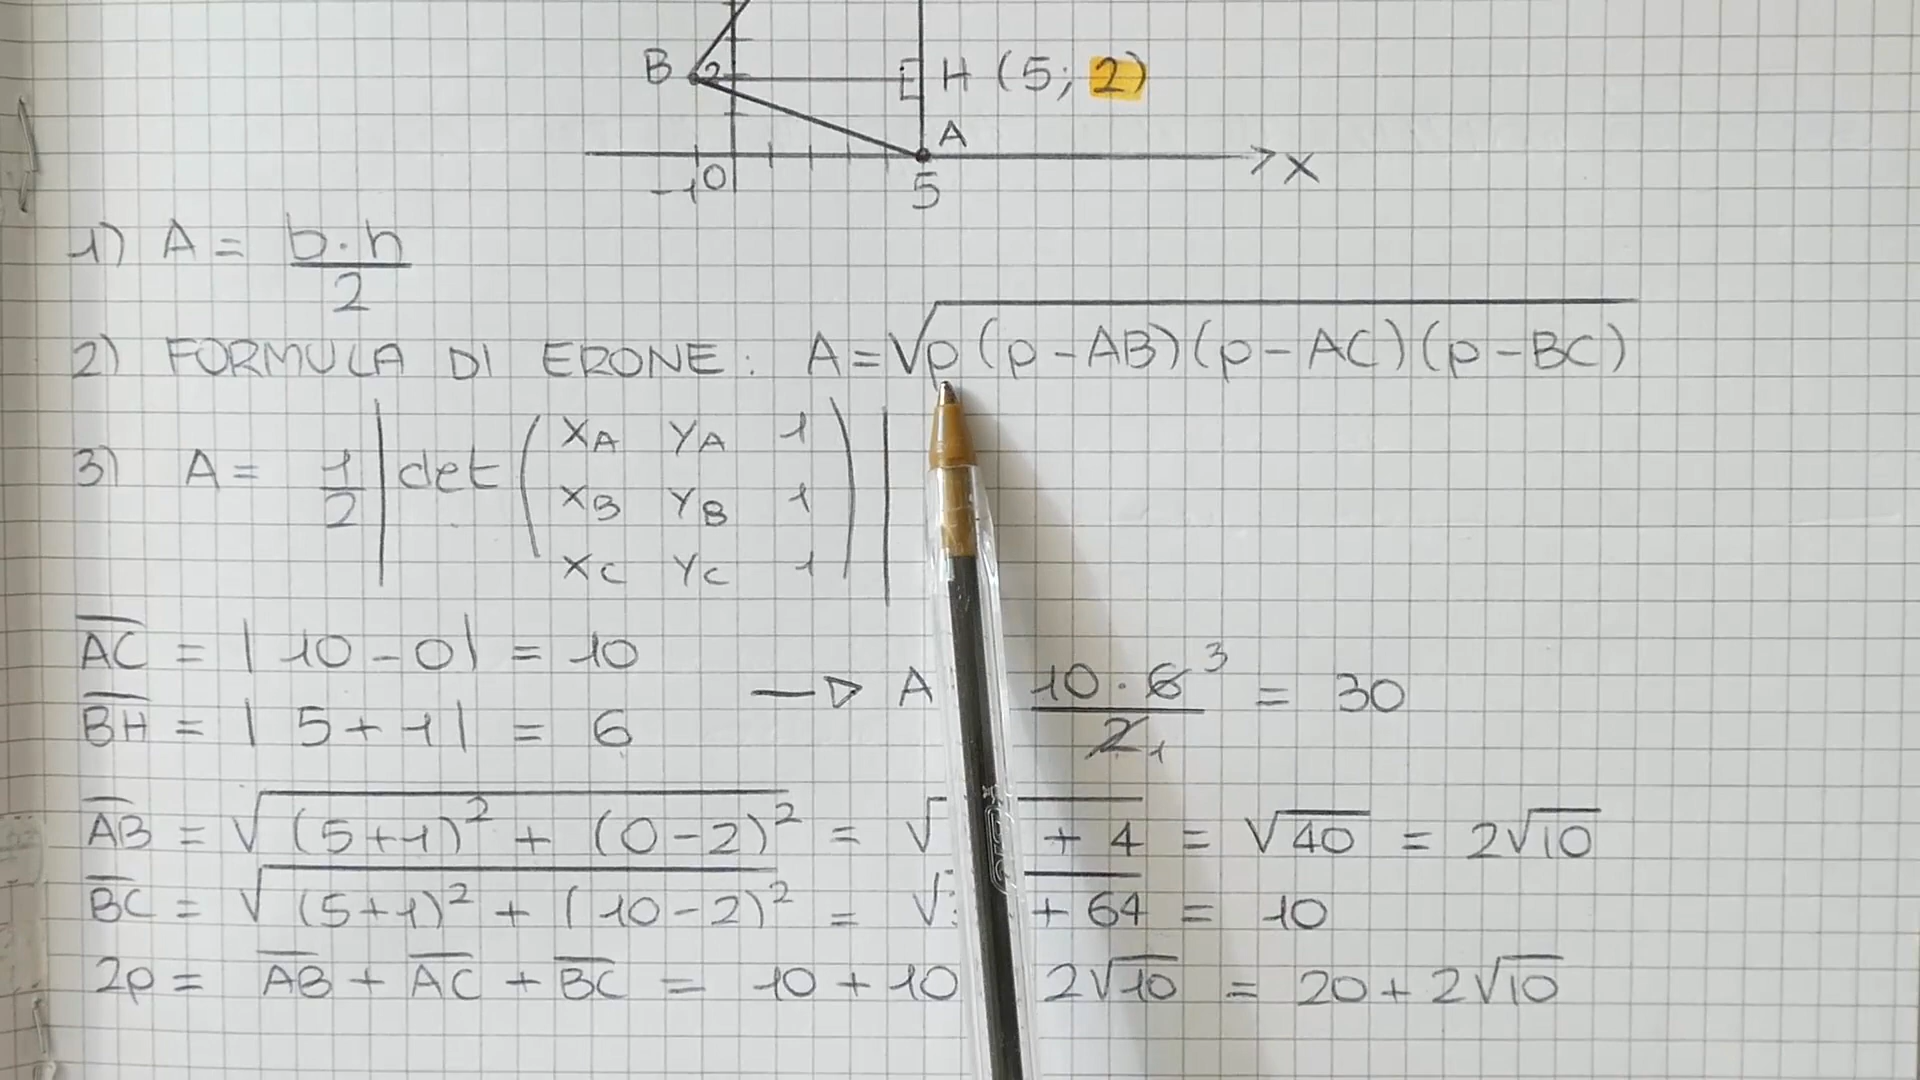 B 2 H (5; 2)
A
-1 0 5 x
1) A = b·h / 2
2) FORMULA DI ERONE: A = √p(p-AB)(p-AC)(p-BC)
3) A = 1/2 | det ( xA yA 1
xB yB 1
xC yC 1 ) |
AC = |10-0| = 10
BH = |5+1| = 6
→ A 10·6 3 / 2 1 = 30
AB = √(5+1)² + (0-2)² = √ + 4 = √40 = 2√10
BC = √(5+1)² + (10-2)² = √ + 64 = 10
2p = AB + AC + BC = 10 + 10 2√10 = 20 + 2√10